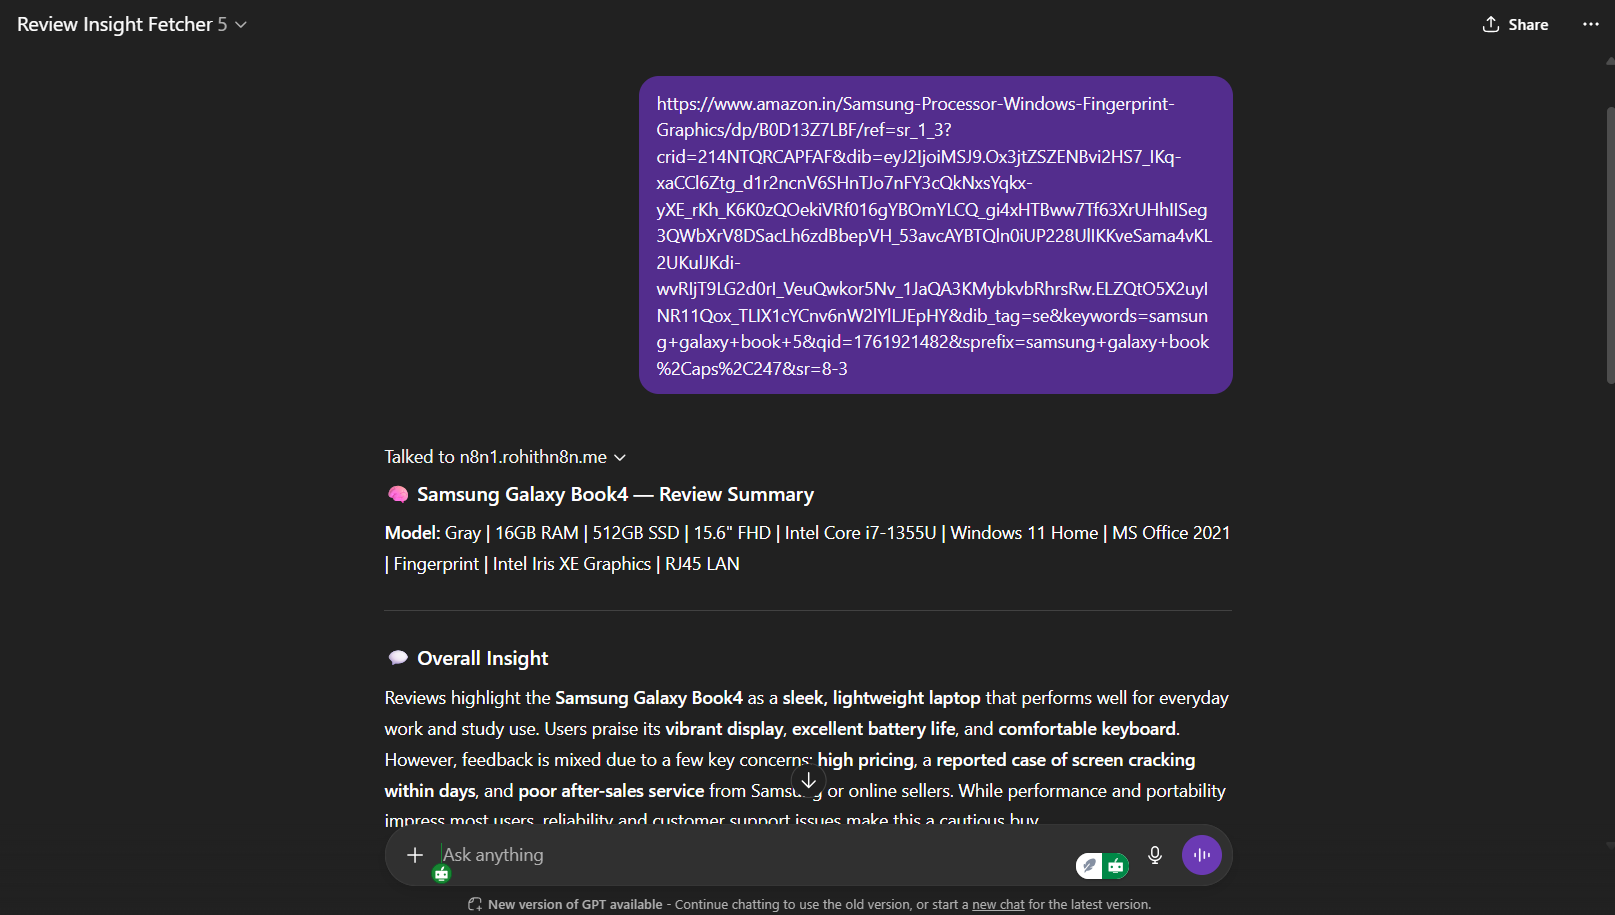 Review Insight Fetcher 5
Share
https://www.amazon.in/Samsung-Processor-Windows-Fingerprint-
Graphics/dp/B0D13Z7LBF/ref=sr_1_3?
crid=214NTQRCAPFAF&dib=eyJ2IjoiMSJ9.Ox3jtZSZENBvi2HS7_IKq-
xaCCl6Ztg_d1r2ncnV6SHnTJo7nFY3cQkNxsYqkx-
yXE_rKh_K6K0zQOekiVRf016gYBOmYLCQ_gi4xHTBww7Tf63XrUHhIISeg
3QWbXrV8DSacLh6zdBbepVH_53avcAYBTQln0iUP228UlIKKveSama4vKL
2UKulJKdi-
wvRIjT9LG2d0rI_VeuQwkor5Nv_1JaQA3KMybkvbRhrsRw.ELZQtO5X2uyI
NR11Qox_TLIX1cYCnv6nW2lYlLJEpHY&dib_tag=se&keywords=samsun
g+galaxy+book+5&qid=1761921482&sprefix=samsung+galaxy+book
%2Caps%2C247&sr=8-3
Talked to n8n1.rohithn8n.me
Samsung Galaxy Book4 — Review Summary
Model: Gray | 16GB RAM | 512GB SSD | 15.6" FHD | Intel Core i7-1355U | Windows 11 Home | MS Office 2021
| Fingerprint | Intel Iris XE Graphics | RJ45 LAN
Overall Insight
Reviews highlight the Samsung Galaxy Book4 as a sleek, lightweight laptop that performs well for everyday
work and study use. Users praise its vibrant display, excellent battery life, and comfortable keyboard.
However, feedback is mixed due to a few key concerns: high pricing, a reported case of screen cracking
within days, and poor after-sales service from Samsung or online sellers. While performance and portability
impress most users, reliability and customer support issues make this a cautious buy.
Ask anything
New version of GPT available - Continue chatting to use the old version, or start a new chat for the latest version.